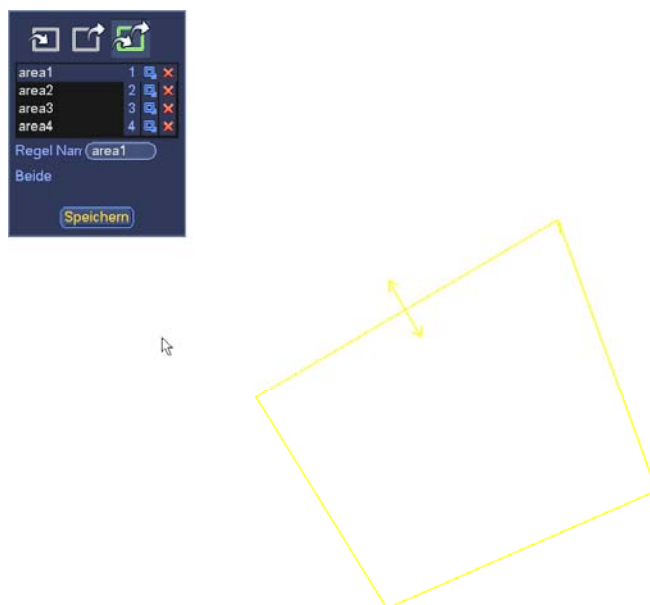 area1 1
area2 2
area3 3
area4 4
Regel Nan area1
Beide
Speichern